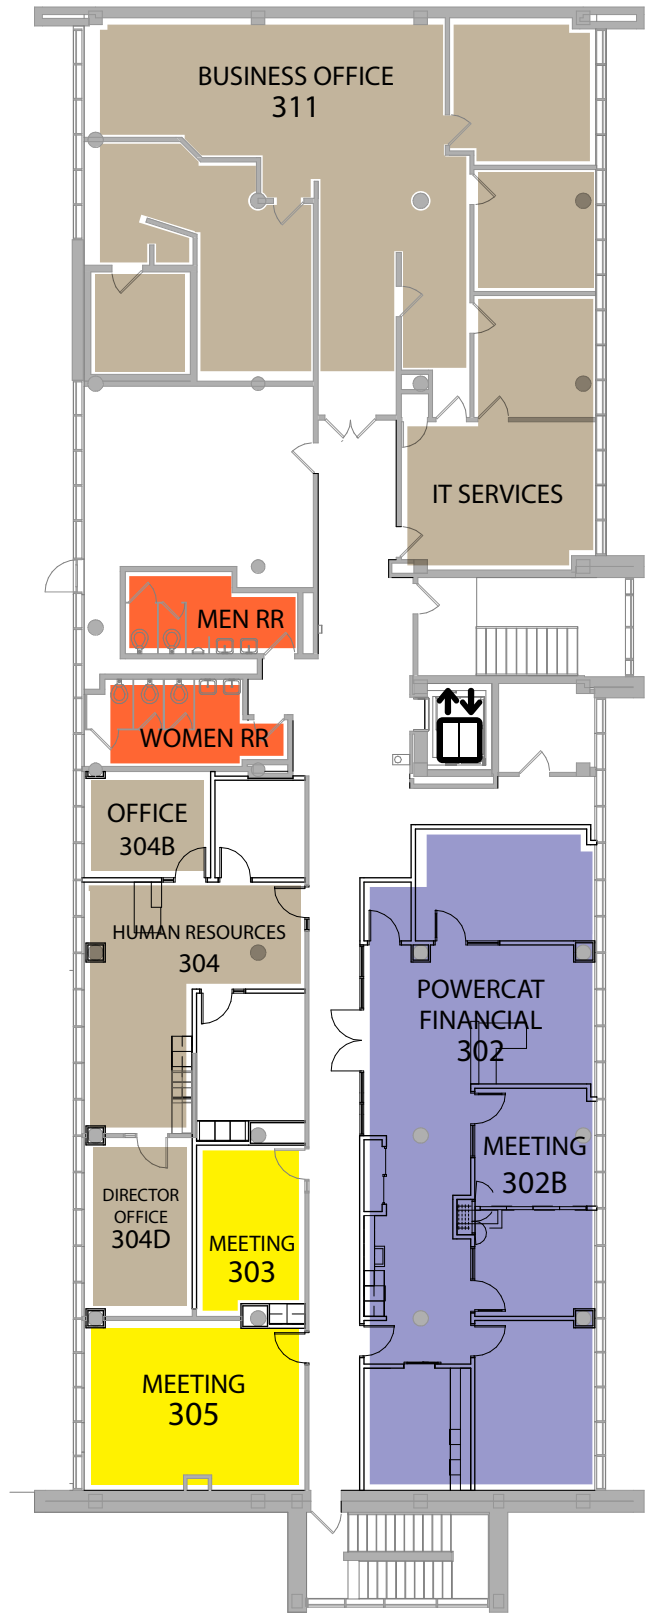 BUSINESS OFFICE
311
IT SERVICES
MEN RR
WOMEN RR
OFFICE
304B
HUMAN RESOURCES
304
POWERCAT
FINANCIAL
302
MEETING
302B
DIRECTOR
OFFICE
304D
MEETING
303
MEETING
305